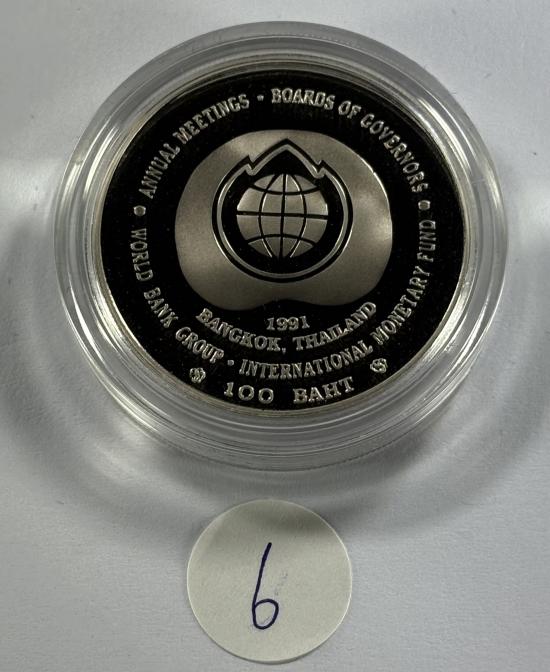 ANNUAL MEETINGS • BOARDS OF GOVERNORS
WORLD BANK GROUP • INTERNATIONAL MONETARY FUND
1991
BANGKOK, THAILAND
100 BAHT
6